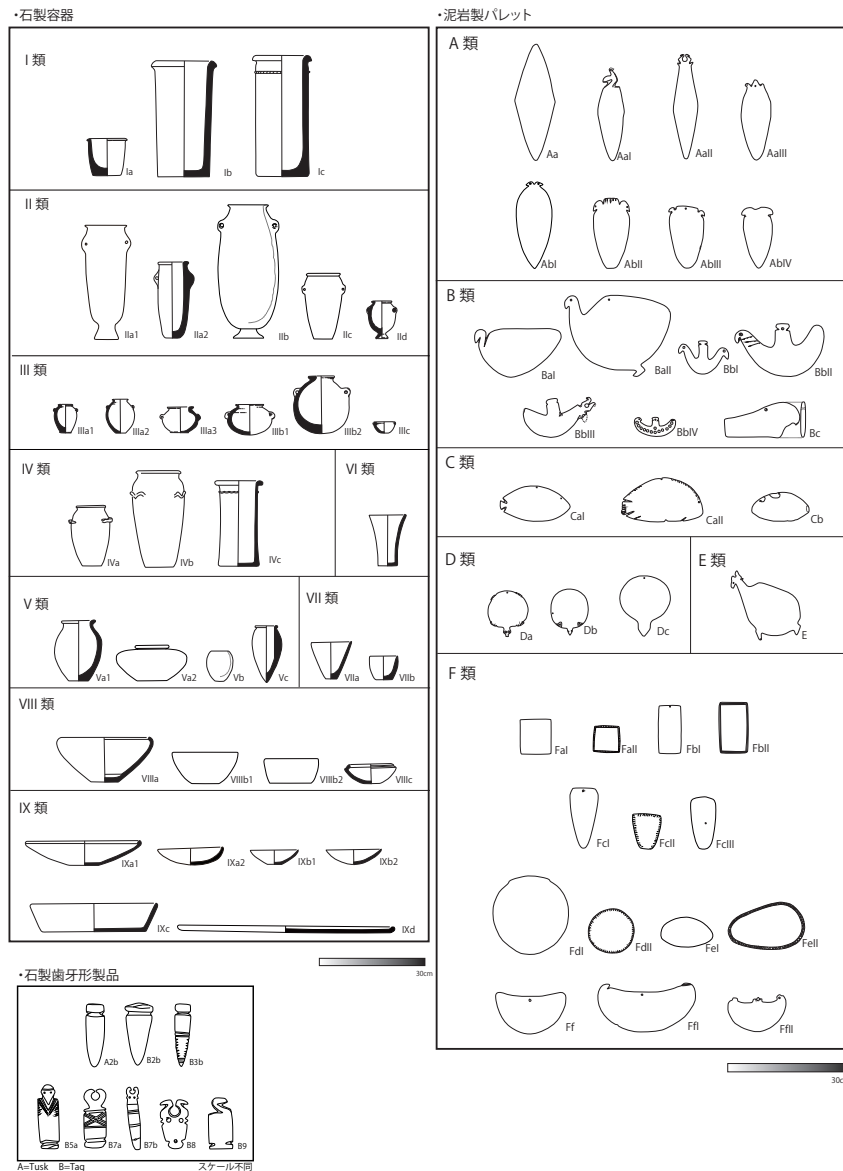 ・石製容器
I 類
Ia
Ib
Ic
II 類
IIa1
IIa2
IIb
IIc
IId
III 類
IIIa1
IIIa2
IIIa3
IIIb1
IIIb2
IIIc
IV 類
IVa
IVb
IVc
VI 類
VI
V 類
Va1
Va2
Vb
Vc
VII 類
VIIa
VIIb
VIII 類
VIIIa
VIIIb1
VIIIb2
VIIIc
IX 類
IXa1
IXa2
IXb1
IXb2
IXc
IXd
30cm
・石製歯牙形製品
A2b
B2b
B3b
B5a
B7a
B7b
B8
B9
A=Tusk B=Tag スケール不同
・泥岩製パレット
A 類
Aa
AaI
AaII
AaIII
AbI
AbII
AbIII
AbIV
B 類
BaI
BaII
BbI
BbII
BbIII
BbIV
Bc
C 類
CaI
CaII
Cb
D 類
Da
Db
Dc
E 類
E
F 類
FaI
FaII
FbI
FbII
FcI
FcII
FcIII
FdI
FdII
FeI
FeII
Ff
FfI
FfII